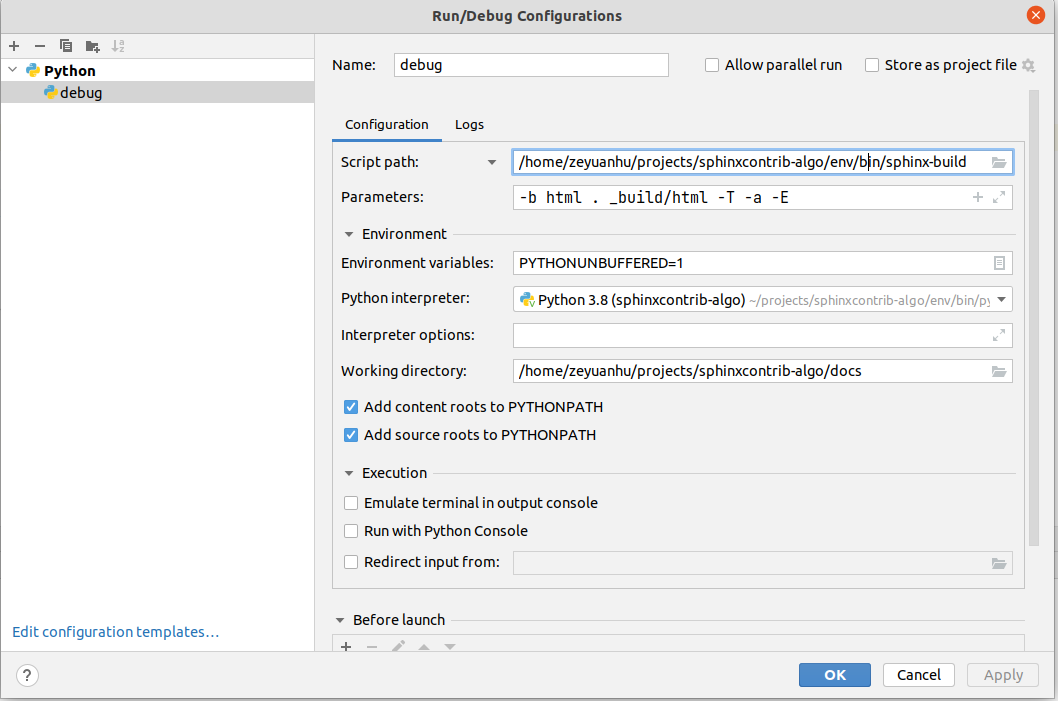 Run/Debug Configurations
Python
debug
Edit configuration templates…
Name: debug
Allow parallel run
Store as project file
Configuration Logs
Script path: /home/zeyuanhu/projects/sphinxcontrib-algo/env/bin/sphinx-build
Parameters: -b html . _build/html -T -a -E
Environment
Environment variables: PYTHONUNBUFFERED=1
Python interpreter: Python 3.8 (sphinxcontrib-algo) ~/projects/sphinxcontrib-algo/env/bin/py
Interpreter options:
Working directory: /home/zeyuanhu/projects/sphinxcontrib-algo/docs
Add content roots to PYTHONPATH
Add source roots to PYTHONPATH
Execution
Emulate terminal in output console
Run with Python Console
Redirect input from:
Before launch
? OK Cancel Apply